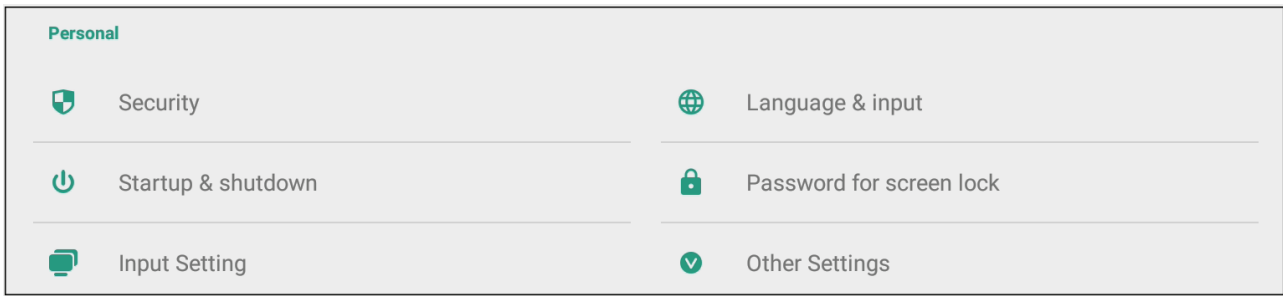 Personal
Security
Language & input
Startup & shutdown
Password for screen lock
Input Setting
Other Settings